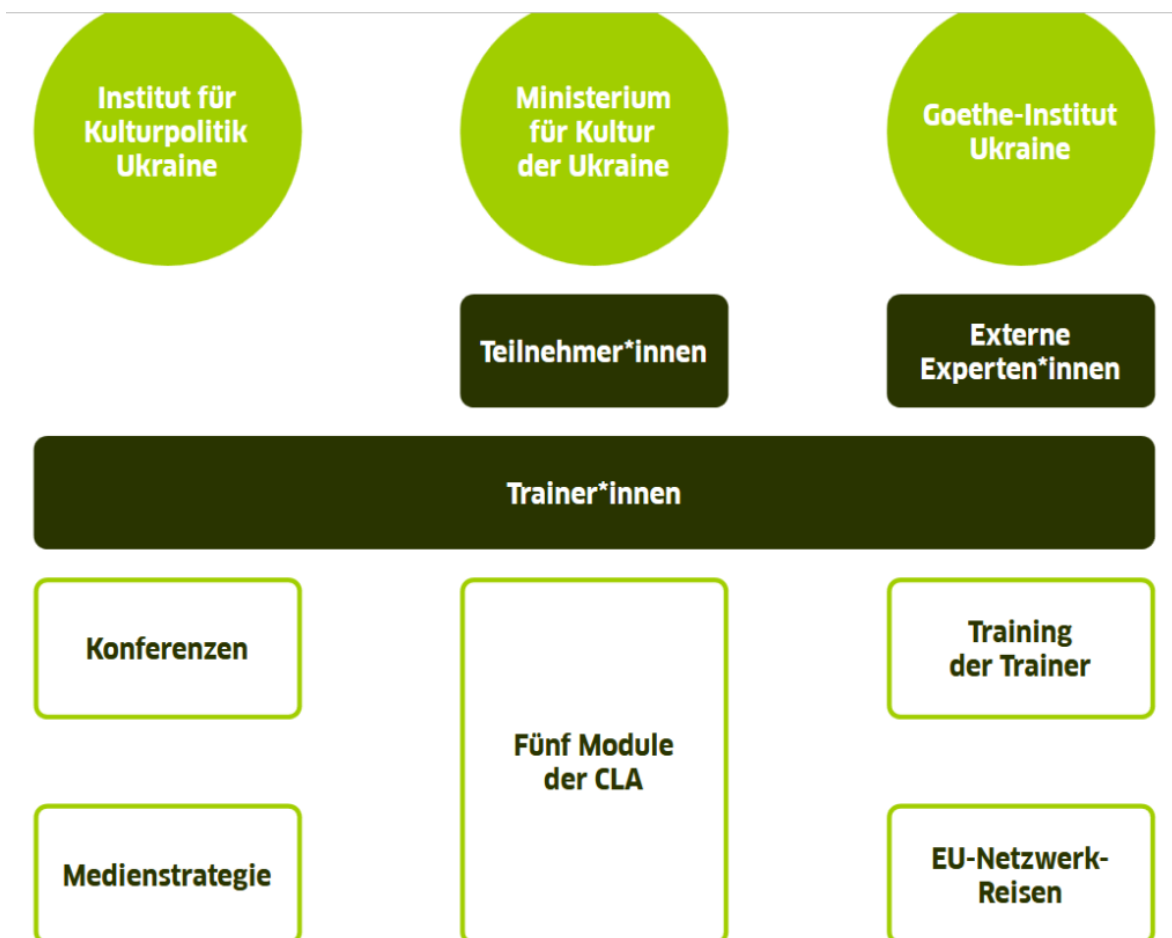 Institut für
Kulturpolitik
Ukraine
Ministerium
für Kultur
der Ukraine
Goethe-Institut
Ukraine
Teilnehmer*innen
Externe
Experten*innen
Trainer*innen
Konferenzen
Fünf Module
der CLA
Training
der Trainer
Medienstrategie
EU-Netzwerk-
Reisen